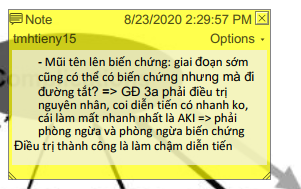 Note 8/23/2020 2:29:57 PM
tmhtieny15 Options
- Mũi tên lên biến chứng: giai đoạn sớm
cũng có thể có biến chứng nhưng mà đi
đường tắt? => GĐ 3a phải điều trị
nguyên nhân, coi diễn tiến có nhanh ko,
cái làm mất nhanh nhất là AKI => phải
phòng ngừa và phòng ngừa biến chứng
Điều trị thành công là làm chậm diễn tiến